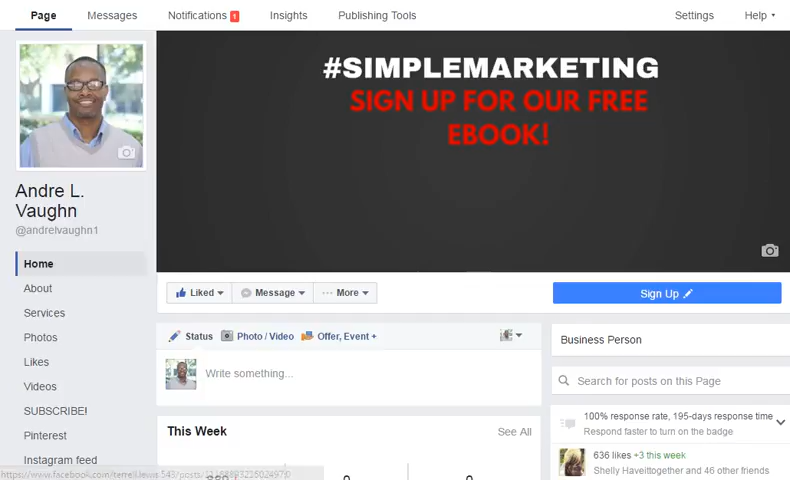 Page Messages Notifications 1 Insights Publishing Tools Settings Help
#SIMPLEMARKETING
SIGN UP FOR OUR FREE
EBOOK!
Andre L.
Vaughn
@andrelvaughn1
Home
About
Services
Photos
Likes
Videos
SUBSCRIBE!
Pinterest
Instagram feed
Liked Message ... More
Sign Up
Status Photo / Video Offer, Event +
Write something...
This Week See All
Business Person
Search for posts on this Page
100% response rate, 195-days response time
Respond faster to turn on the badge
636 likes +3 this week
Shelly Haveittogether and 46 other friends